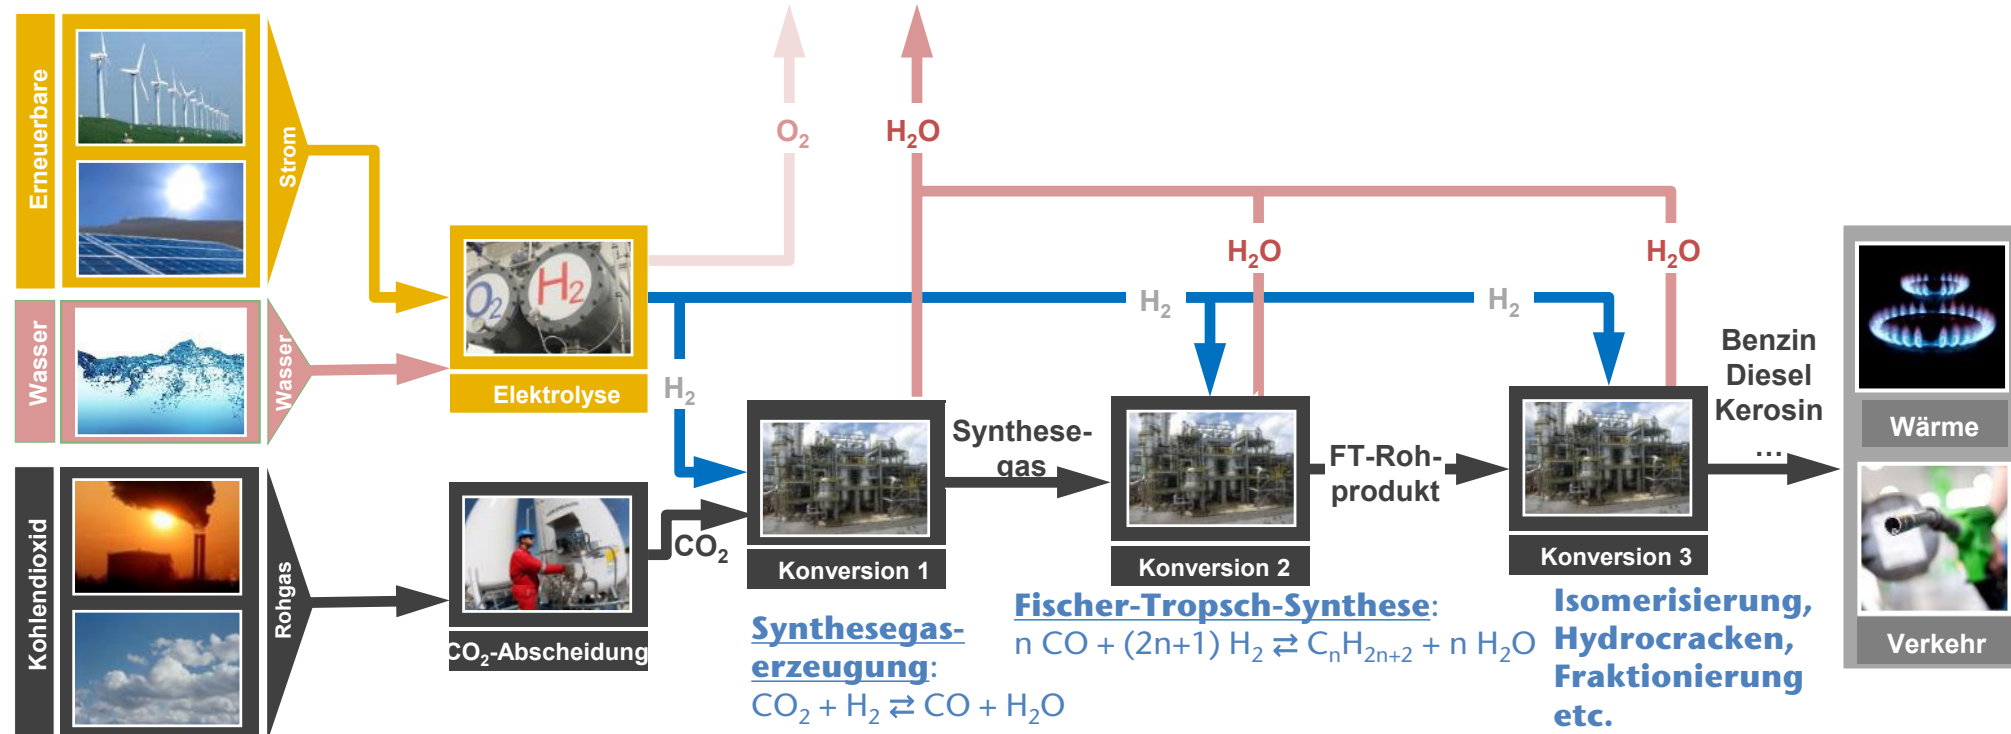 Erneuerbare
Strom
Wasser
Wasser
Kohlendioxid
Rohgas
O₂
H₂
Elektrolyse
CO₂-Abscheidung
O₂
H₂O
H₂O
H₂O
H₂
H₂
H₂
CO₂
Konversion 1
Synthese-
gas
Konversion 2
FT-Roh-
produkt
Konversion 3
Benzin
Diesel
Kerosin
...
Wärme
Verkehr
Synthesegas-
erzeugung:
CO₂ + H₂ ⇄ CO + H₂O
Fischer-Tropsch-Synthese:
n CO + (2n+1) H₂ ⇄ CₙH₂ₙ₊₂ + n H₂O
Isomerisierung,
Hydrocracken,
Fraktionierung
etc.